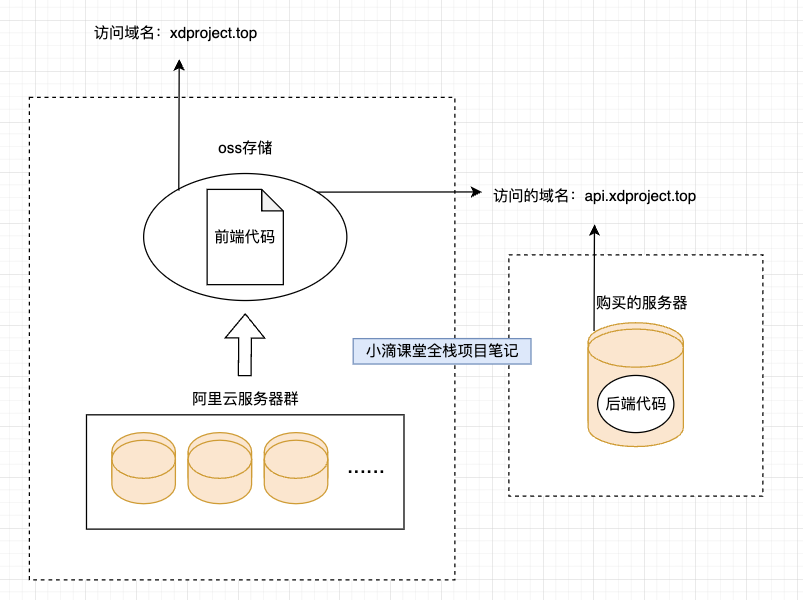 访问域名：xdproject.top
oss存储
前端代码
访问的域名：api.xdproject.top
购买的服务器
小滴课堂全栈项目笔记
阿里云服务器群
后端代码
......